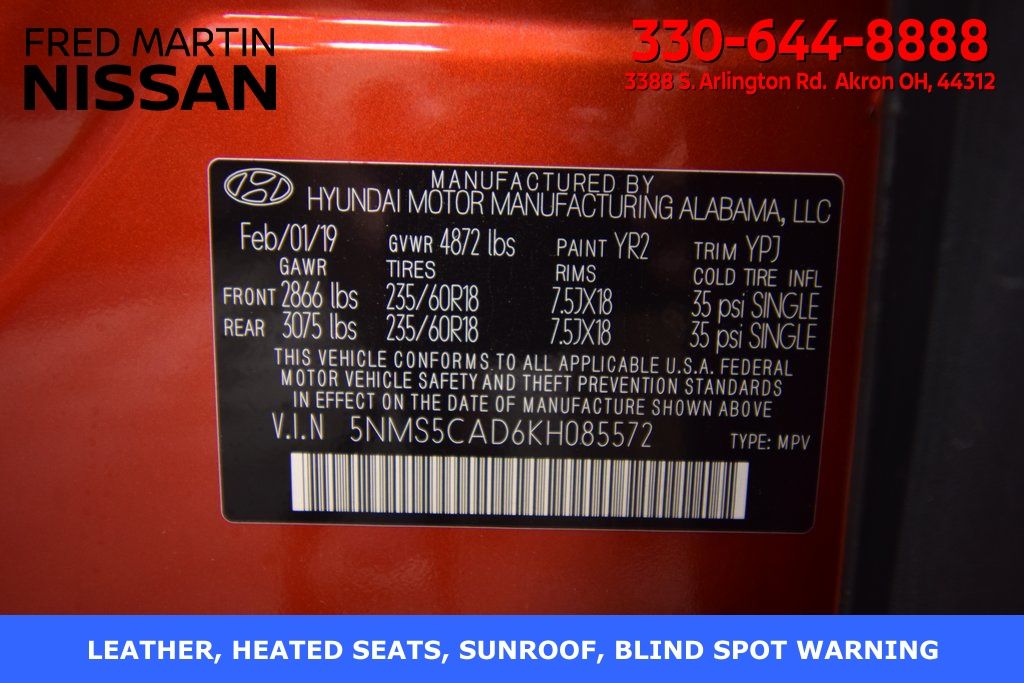 FRED MARTIN
NISSAN
330-644-8888
3388 S. Arlington Rd. Akron OH, 44312
MANUFACTURED BY
HYUNDAI MOTOR MANUFACTURING ALABAMA, LLC
Feb/01/19 GVWR 4872 lbs PAINT YR2 TRIM YPJ
GAWR TIRES RIMS COLD TIRE INFL
FRONT 2866 lbs 235/60R18 7.5JX18 35 psi SINGLE
REAR 3075 lbs 235/60R18 7.5JX18 35 psi SINGLE
THIS VEHICLE CONFORMS TO ALL APPLICABLE U.S.A. FEDERAL
MOTOR VEHICLE SAFETY AND THEFT PREVENTION STANDARDS
IN EFFECT ON THE DATE OF MANUFACTURE SHOWN ABOVE
V.I.N 5NMS5CAD6KH085572 TYPE: MPV
LEATHER, HEATED SEATS, SUNROOF, BLIND SPOT WARNING